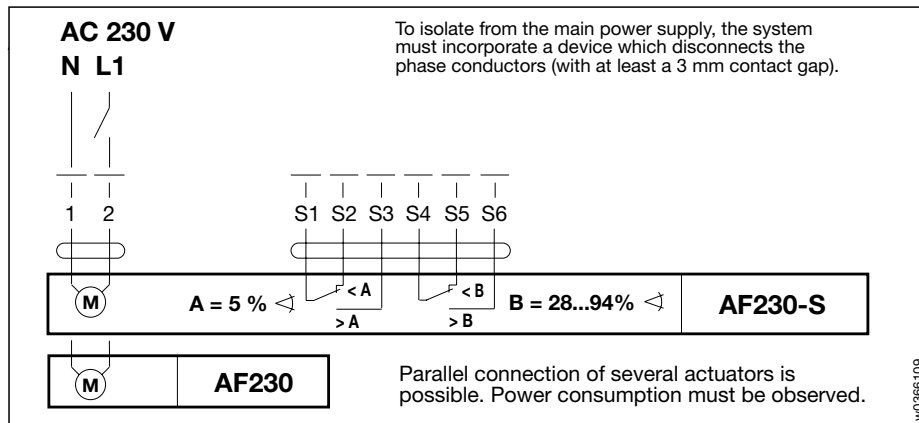 AC 230 V
N L1
To isolate from the main power supply, the system
must incorporate a device which disconnects the
phase conductors (with at least a 3 mm contact gap).
1 2 S1 S2 S3 S4 S5 S6
M
A = 5 %
< A
> A
< B
> B
B = 28...94%
AF230-S
M
AF230
Parallel connection of several actuators is
possible. Power consumption must be observed.
w0366109